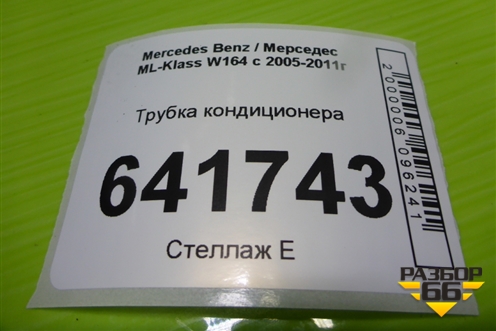 Mercedes Benz / Мерседес
ML-Klass W164 с 2005-2011г
Трубка кондиционера
641743
Стеллаж Е
2000006096241
РАЗБОР
66